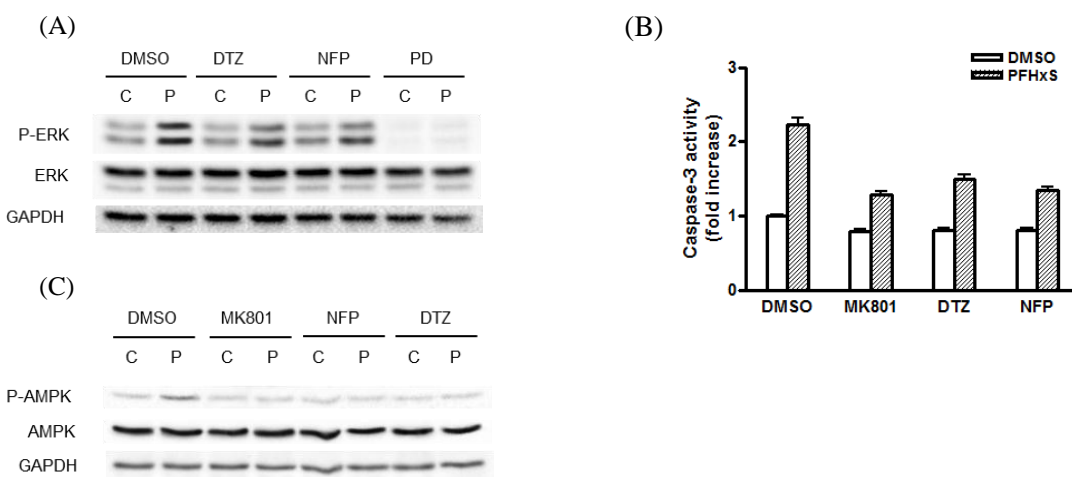 (A)
DMSO DTZ NFP PD
C P C P C P C P
P-ERK
ERK
GAPDH
(B)
DMSO
PFHxS
3
2
1
0
Caspase-3 activity
(fold increase)
DMSO MK801 DTZ NFP
(C)
DMSO MK801 NFP DTZ
C P C P C P C P
P-AMPK
AMPK
GAPDH